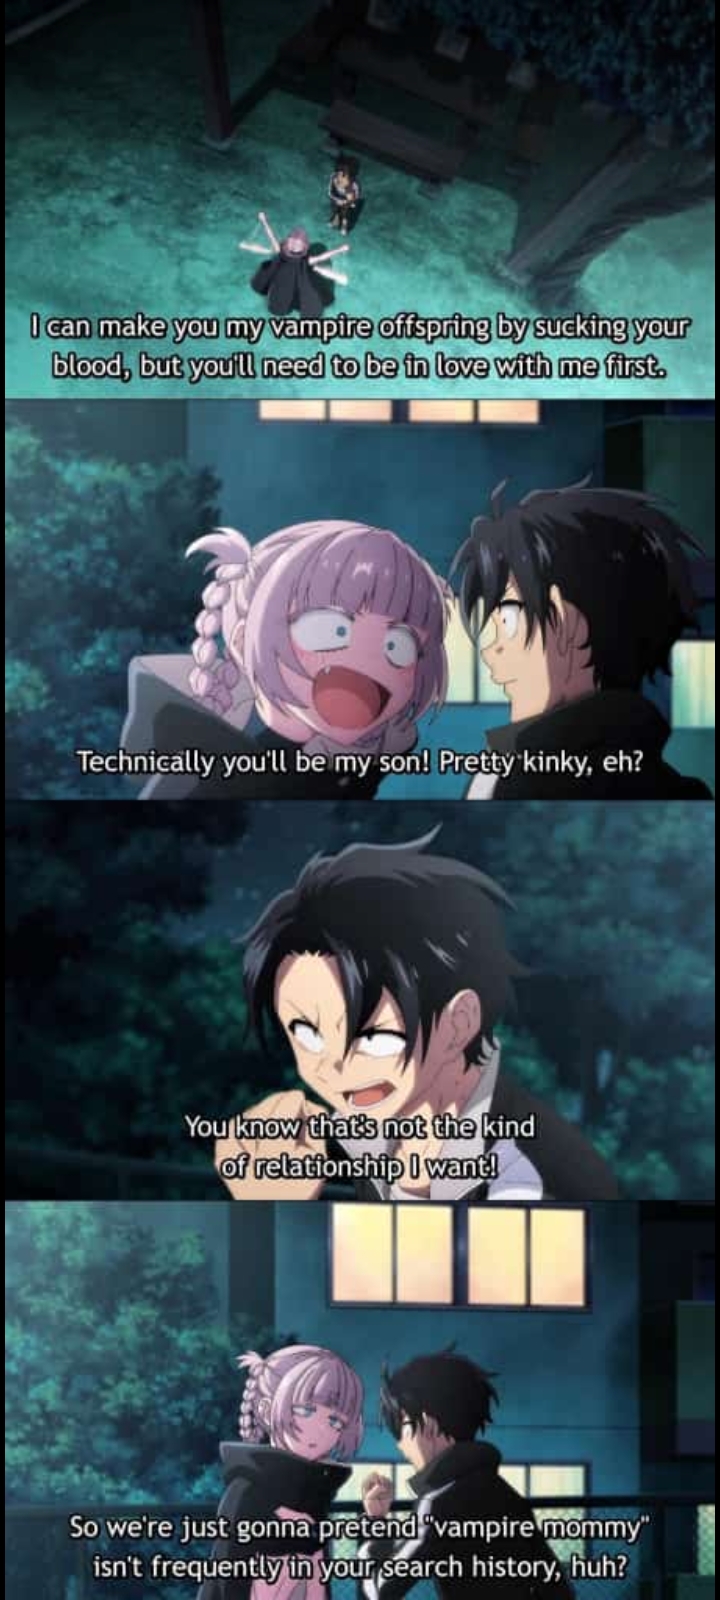 I can make you my vampire offspring by sucking your
blood, but you'll need to be in love with me first.
Technically you'll be my son! Pretty kinky, eh?
You know that's not the kind
of relationship I want!
So we're just gonna pretend "vampire mommy"
isn't frequently in your search history, huh?